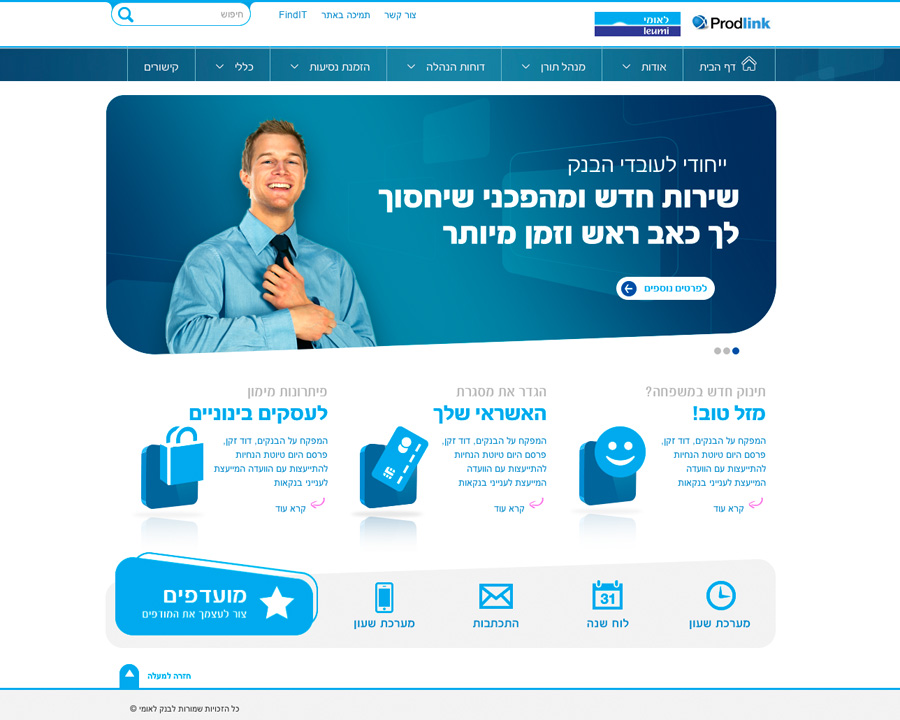 Prodlink
לאומי
leumi
צור קשר
תמיכה באתר
FindIT
חיפוש
דף הבית
אודות
מנהל תורן
דוחות הנהלה
הזמנת נסיעות
כללי
קישורים
ייחודי לעובדי הבנק
שירות חדש ומהפכני שיחסוך
לך כאב ראש וזמן מיותר
לפרטים נוספים
תינוק חדש במשפחה?
מזל טוב!
המפקח על הבנקים, דוד זקן,
פרסם היום טיוטת הנחיות
להתייעצות עם הוועדה
המייעצת לענייני בנקאות
קרא עוד
הגדר את מסגרת
האשראי שלך
המפקח על הבנקים, דוד זקן,
פרסם היום טיוטת הנחיות
להתייעצות עם הוועדה
המייעצת לענייני בנקאות
קרא עוד
פיתרונות מימון
לעסקים בינוניים
המפקח על הבנקים, דוד זקן,
פרסם היום טיוטת הנחיות
להתייעצות עם הוועדה המייעצת
לענייני בנקאות
קרא עוד
מערכת שעון
31
לוח שנה
התכתבות
מערכת שעון
מועדפים
צור לעצמך את המודפים
חזרה למעלה
כל הזכויות שמורות לבנק לאומי ©